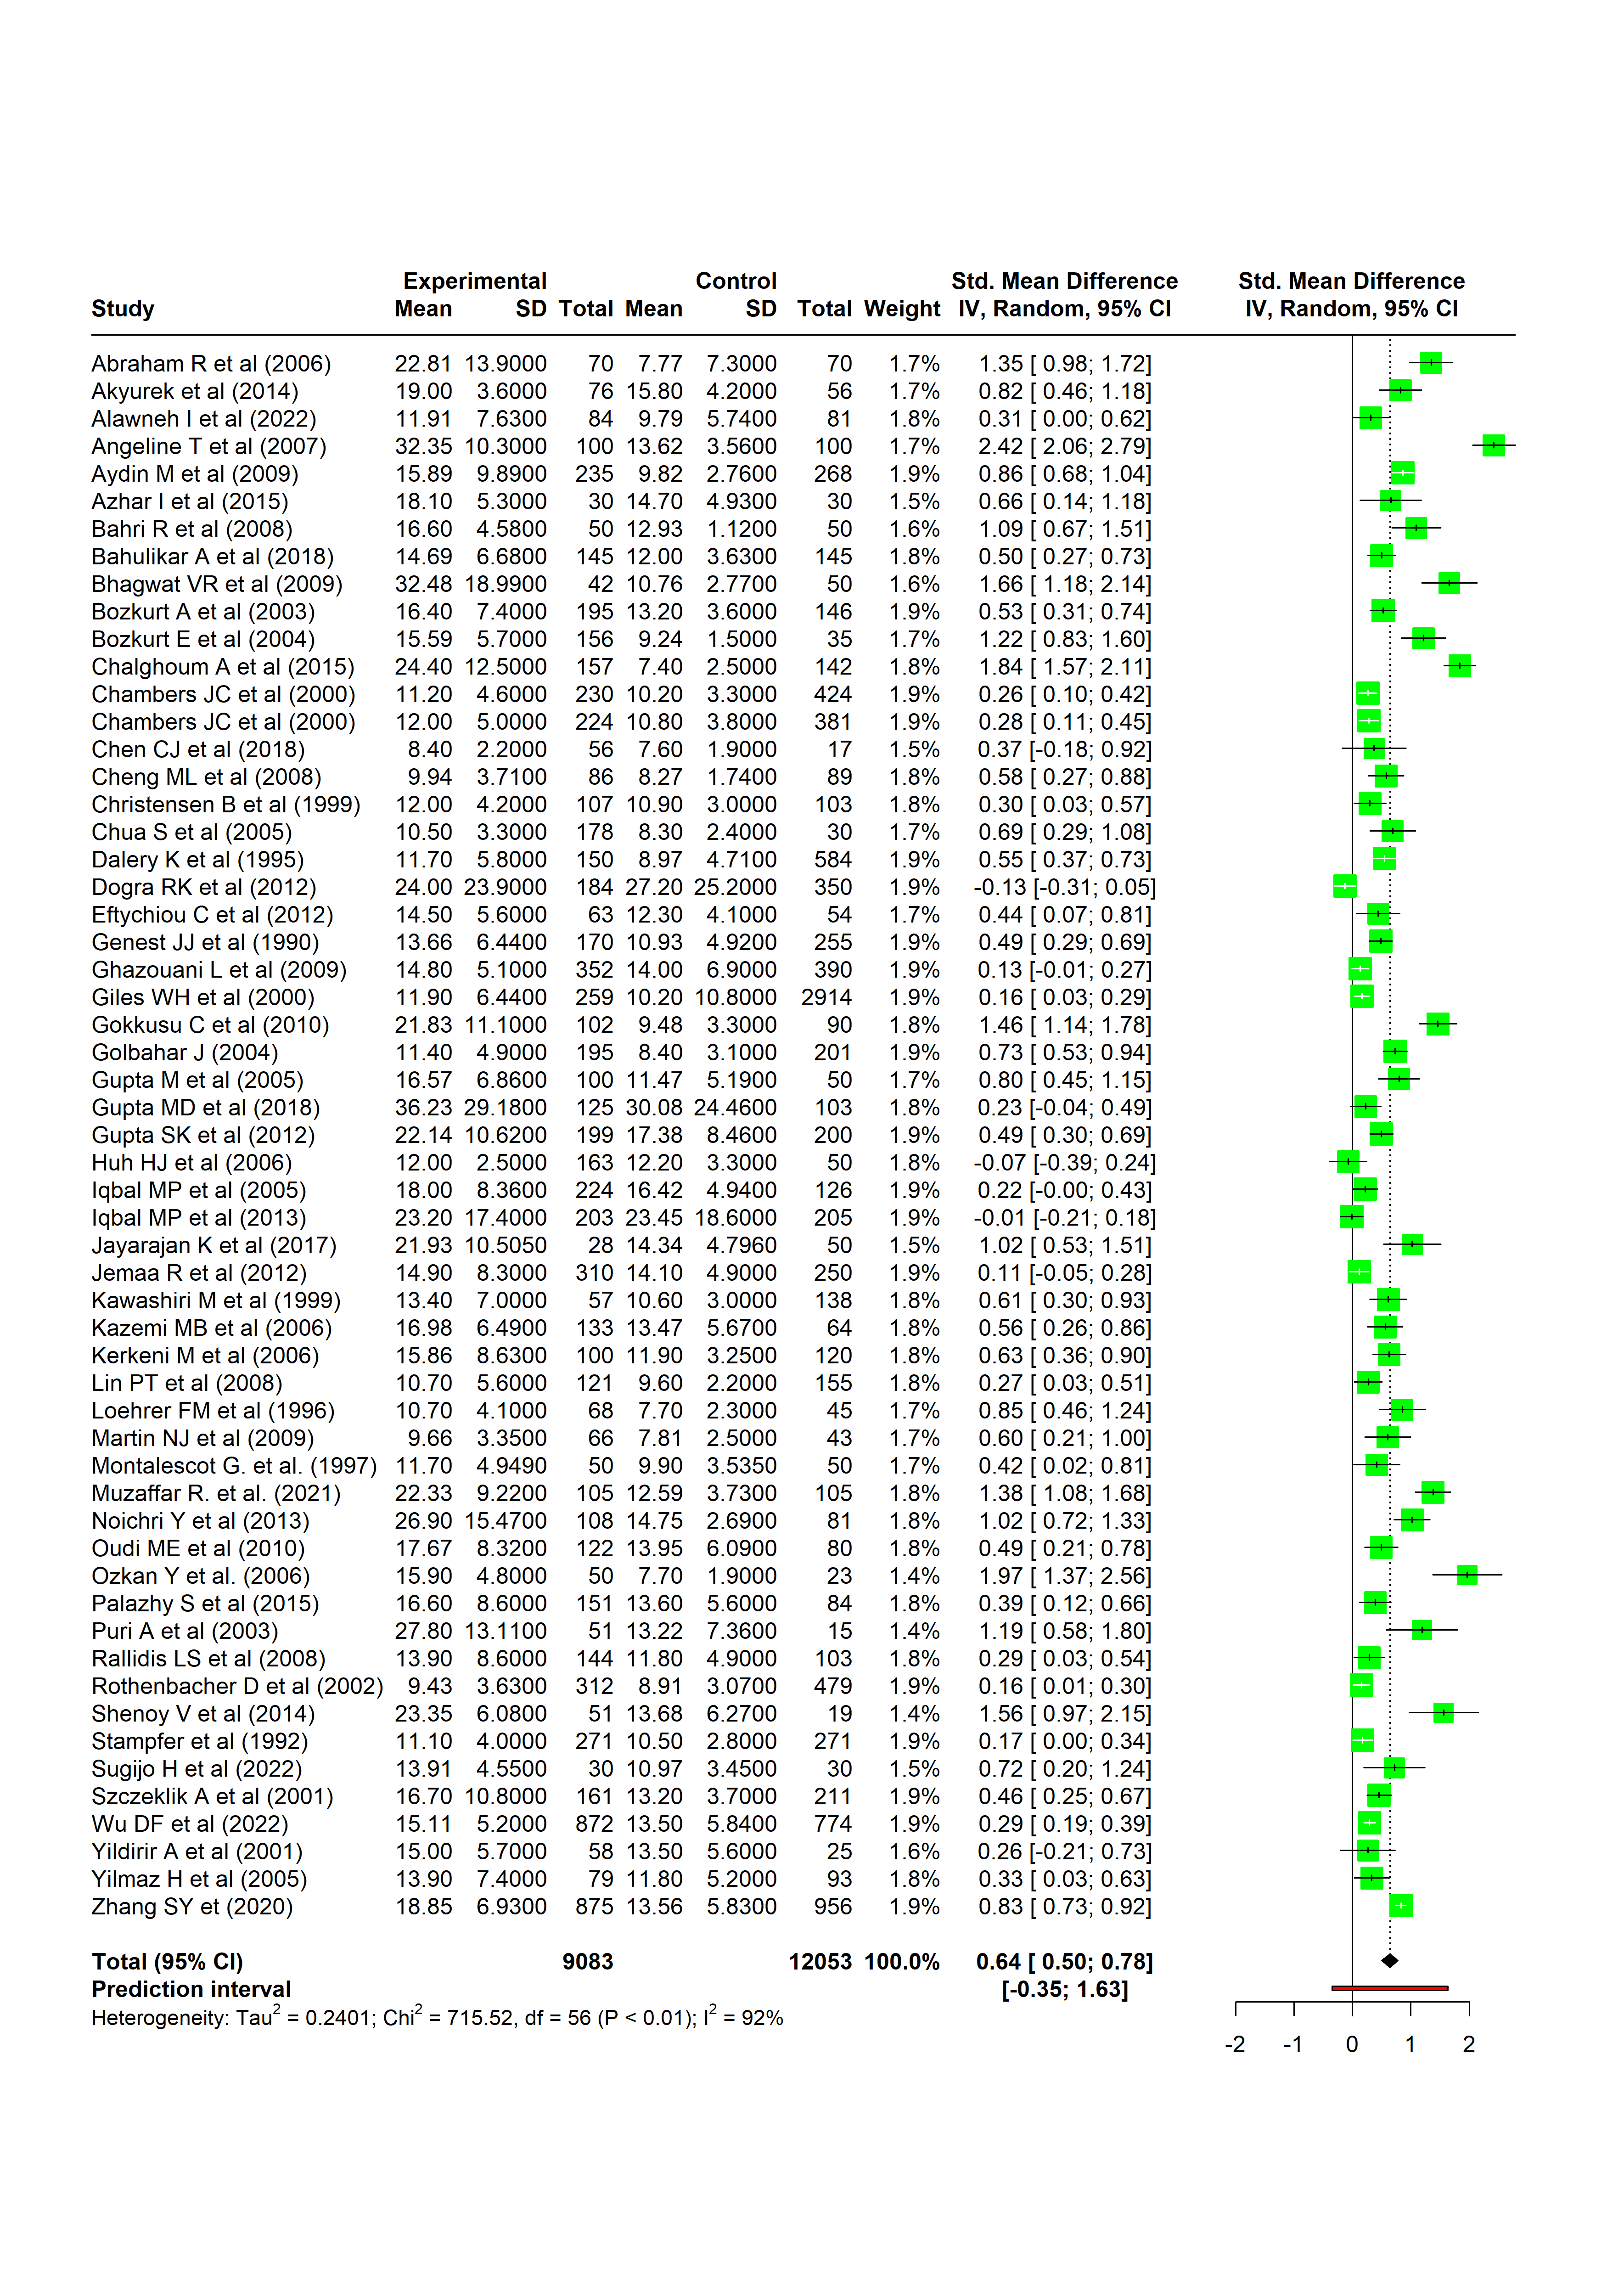 Experimental Control Std. Mean Difference Std. Mean Difference
Study Mean SD Total Mean SD Total Weight IV, Random, 95% CI IV, Random, 95% CI
Abraham R et al (2006) 22.81 13.9000 70 7.77 7.3000 70 1.7% 1.35 [ 0.98; 1.72]
Akyurek et al (2014) 19.00 3.6000 76 15.80 4.2000 56 1.7% 0.82 [ 0.46; 1.18]
Alawneh I et al (2022) 11.91 7.6300 84 9.79 5.7400 81 1.8% 0.31 [ 0.00; 0.62]
Angeline T et al (2007) 32.35 10.3000 100 13.62 3.5600 100 1.7% 2.42 [ 2.06; 2.79]
Aydin M et al (2009) 15.89 9.8900 235 9.82 2.7600 268 1.9% 0.86 [ 0.68; 1.04]
Azhar I et al (2015) 18.10 5.3000 30 14.70 4.9300 30 1.5% 0.66 [ 0.14; 1.18]
Bahri R et al (2008) 16.60 4.5800 50 12.93 1.1200 50 1.6% 1.09 [ 0.67; 1.51]
Bahulikar A et al (2018) 14.69 6.6800 145 12.00 3.6300 145 1.8% 0.50 [ 0.27; 0.73]
Bhagwat VR et al (2009) 32.48 18.9900 42 10.76 2.7700 50 1.6% 1.66 [ 1.18; 2.14]
Bozkurt A et al (2003) 16.40 7.4000 195 13.20 3.6000 146 1.9% 0.53 [ 0.31; 0.74]
Bozkurt E et al (2004) 15.59 5.7000 156 9.24 1.5000 35 1.7% 1.22 [ 0.83; 1.60]
Chalghoum A et al (2015) 24.40 12.5000 157 7.40 2.5000 142 1.8% 1.84 [ 1.57; 2.11]
Chambers JC et al (2000) 11.20 4.6000 230 10.20 3.3000 424 1.9% 0.26 [ 0.10; 0.42]
Chambers JC et al (2000) 12.00 5.0000 224 10.80 3.8000 381 1.9% 0.28 [ 0.11; 0.45]
Chen CJ et al (2018) 8.40 2.2000 56 7.60 1.9000 17 1.5% 0.37 [-0.18; 0.92]
Cheng ML et al (2008) 9.94 3.7100 86 8.27 1.7400 89 1.8% 0.58 [ 0.27; 0.88]
Christensen B et al (1999) 12.00 4.2000 107 10.90 3.0000 103 1.8% 0.30 [ 0.03; 0.57]
Chua S et al (2005) 10.50 3.3000 178 8.30 2.4000 30 1.7% 0.69 [ 0.29; 1.08]
Dalery K et al (1995) 11.70 5.8000 150 8.97 4.7100 584 1.9% 0.55 [ 0.37; 0.73]
Dogra RK et al (2012) 24.00 23.9000 184 27.20 25.2000 350 1.9% -0.13 [-0.31; 0.05]
Eftychiou C et al (2012) 14.50 5.6000 63 12.30 4.1000 54 1.7% 0.44 [ 0.07; 0.81]
Genest JJ et al (1990) 13.66 6.4400 170 10.93 4.9200 255 1.9% 0.49 [ 0.29; 0.69]
Ghazouani L et al (2009) 14.80 5.1000 352 14.00 6.9000 390 1.9% 0.13 [-0.01; 0.27]
Giles WH et al (2000) 11.90 6.4400 259 10.20 10.8000 2914 1.9% 0.16 [ 0.03; 0.29]
Gokkusu C et al (2010) 21.83 11.1000 102 9.48 3.3000 90 1.8% 1.46 [ 1.14; 1.78]
Golbahar J (2004) 11.40 4.9000 195 8.40 3.1000 201 1.9% 0.73 [ 0.53; 0.94]
Gupta M et al (2005) 16.57 6.8600 100 11.47 5.1900 50 1.7% 0.80 [ 0.45; 1.15]
Gupta MD et al (2018) 36.23 29.1800 125 30.08 24.4600 103 1.8% 0.23 [-0.04; 0.49]
Gupta SK et al (2012) 22.14 10.6200 199 17.38 8.4600 200 1.9% 0.49 [ 0.30; 0.69]
Huh HJ et al (2006) 12.00 2.5000 163 12.20 3.3000 50 1.8% -0.07 [-0.39; 0.24]
Iqbal MP et al (2005) 18.00 8.3600 224 16.42 4.9400 126 1.9% 0.22 [-0.00; 0.43]
Iqbal MP et al (2013) 23.20 17.4000 203 23.45 18.6000 205 1.9% -0.01 [-0.21; 0.18]
Jayarajan K et al (2017) 21.93 10.5050 28 14.34 4.7960 50 1.5% 1.02 [ 0.53; 1.51]
Jemaa R et al (2012) 14.90 8.3000 310 14.10 4.9000 250 1.9% 0.11 [-0.05; 0.28]
Kawashiri M et al (1999) 13.40 7.0000 57 10.60 3.0000 138 1.8% 0.61 [ 0.30; 0.93]
Kazemi MB et al (2006) 16.98 6.4900 133 13.47 5.6700 64 1.8% 0.56 [ 0.26; 0.86]
Kerkeni M et al (2006) 15.86 8.6300 100 11.90 3.2500 120 1.8% 0.63 [ 0.36; 0.90]
Lin PT et al (2008) 10.70 5.6000 121 9.60 2.2000 155 1.8% 0.27 [ 0.03; 0.51]
Loehrer FM et al (1996) 10.70 4.1000 68 7.70 2.3000 45 1.7% 0.85 [ 0.46; 1.24]
Martin NJ et al (2009) 9.66 3.3500 66 7.81 2.5000 43 1.7% 0.60 [ 0.21; 1.00]
Montalescot G. et al. (1997) 11.70 4.9490 50 9.90 3.5350 50 1.7% 0.42 [ 0.02; 0.81]
Muzaffar R. et al. (2021) 22.33 9.2200 105 12.59 3.7300 105 1.8% 1.38 [ 1.08; 1.68]
Noichri Y et al (2013) 26.90 15.4700 108 14.75 2.6900 81 1.8% 1.02 [ 0.72; 1.33]
Oudi ME et al (2010) 17.67 8.3200 122 13.95 6.0900 80 1.8% 0.49 [ 0.21; 0.78]
Ozkan Y et al. (2006) 15.90 4.8000 50 7.70 1.9000 23 1.4% 1.97 [ 1.37; 2.56]
Palazhy S et al (2015) 16.60 8.6000 151 13.60 5.6000 84 1.8% 0.39 [ 0.12; 0.66]
Puri A et al (2003) 27.80 13.1100 51 13.22 7.3600 15 1.4% 1.19 [ 0.58; 1.80]
Rallidis LS et al (2008) 13.90 8.6000 144 11.80 4.9000 103 1.8% 0.29 [ 0.03; 0.54]
Rothenbacher D et al (2002) 9.43 3.6300 312 8.91 3.0700 479 1.9% 0.16 [ 0.01; 0.30]
Shenoy V et al (2014) 23.35 6.0800 51 13.68 6.2700 19 1.4% 1.56 [ 0.97; 2.15]
Stampfer et al (1992) 11.10 4.0000 271 10.50 2.8000 271 1.9% 0.17 [ 0.00; 0.34]
Sugijo H et al (2022) 13.91 4.5500 30 10.97 3.4500 30 1.5% 0.72 [ 0.20; 1.24]
Szczeklik A et al (2001) 16.70 10.8000 161 13.20 3.7000 211 1.9% 0.46 [ 0.25; 0.67]
Wu DF et al (2022) 15.11 5.2000 872 13.50 5.8400 774 1.9% 0.29 [ 0.19; 0.39]
Yildirir A et al (2001) 15.00 5.7000 58 13.50 5.6000 25 1.6% 0.26 [-0.21; 0.73]
Yilmaz H et al (2005) 13.90 7.4000 79 11.80 5.2000 93 1.8% 0.33 [ 0.03; 0.63]
Zhang SY et (2020) 18.85 6.9300 875 13.56 5.8300 956 1.9% 0.83 [ 0.73; 0.92]
Total (95% CI) 9083 12053 100.0% 0.64 [ 0.50; 0.78]
Prediction interval [-0.35; 1.63]
Heterogeneity: Tau² = 0.2401; Chi² = 715.52, df = 56 (P < 0.01); I² = 92%
-2 -1 0 1 2